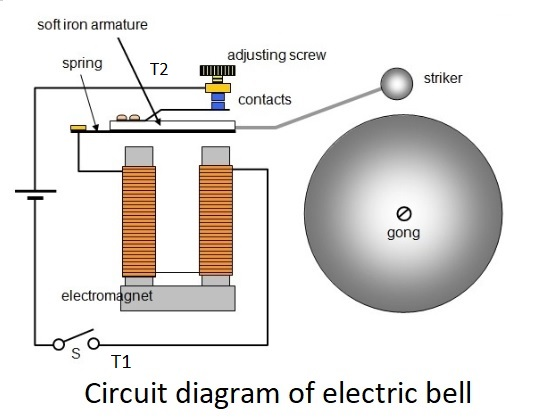 soft iron armature
spring
T2
adjusting screw
striker
contacts
gong
electromagnet
S
T1
Circuit diagram of electric bell